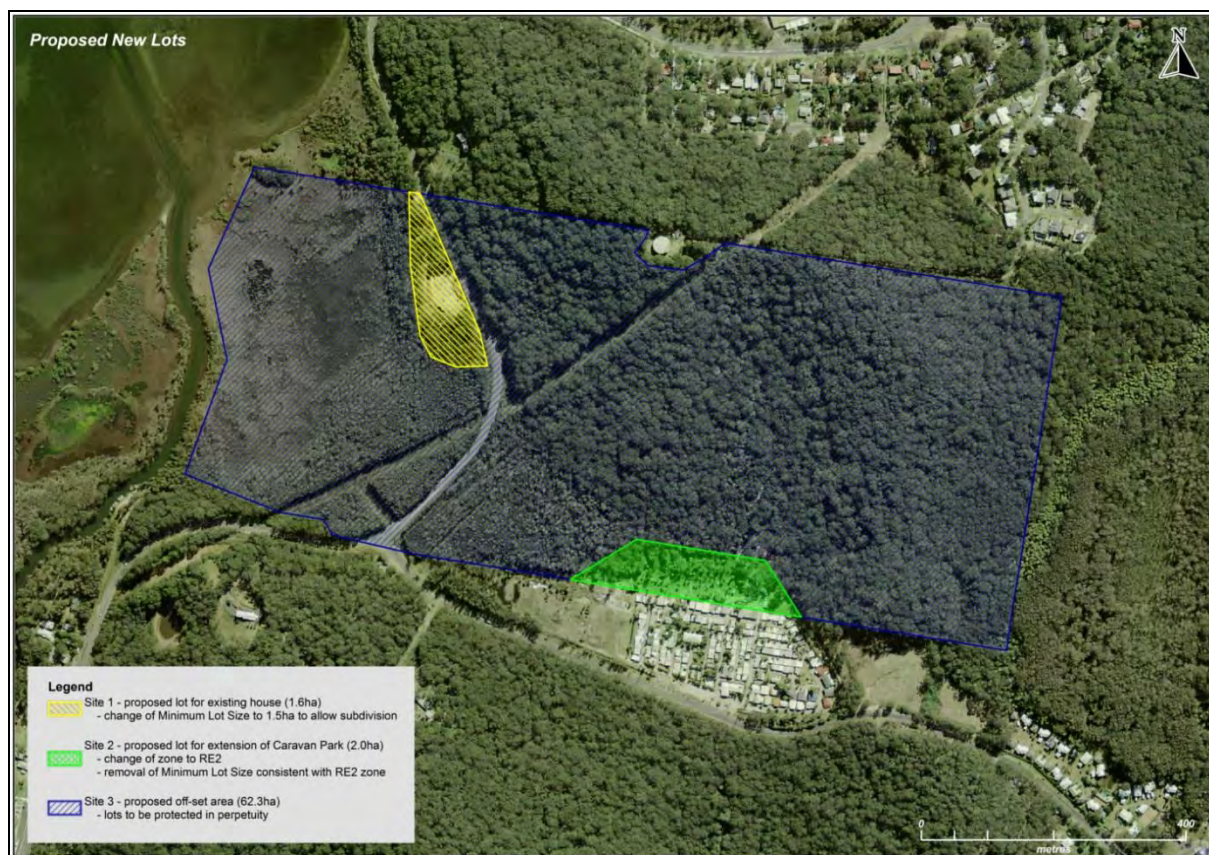 Proposed New Lots
N
Legend
Site 1 - proposed lot for existing house (1.6ha)
- change of Minimum Lot Size to 1.5ha to allow subdivision
Site 2 - proposed lot for extension of Caravan Park (2.0ha)
- change of zone to RE2
- removal of Minimum Lot Size consistent with RE2 zone
Site 3 - proposed off-set area (62.3ha)
- lots to be protected in perpetuity
0
400
metres